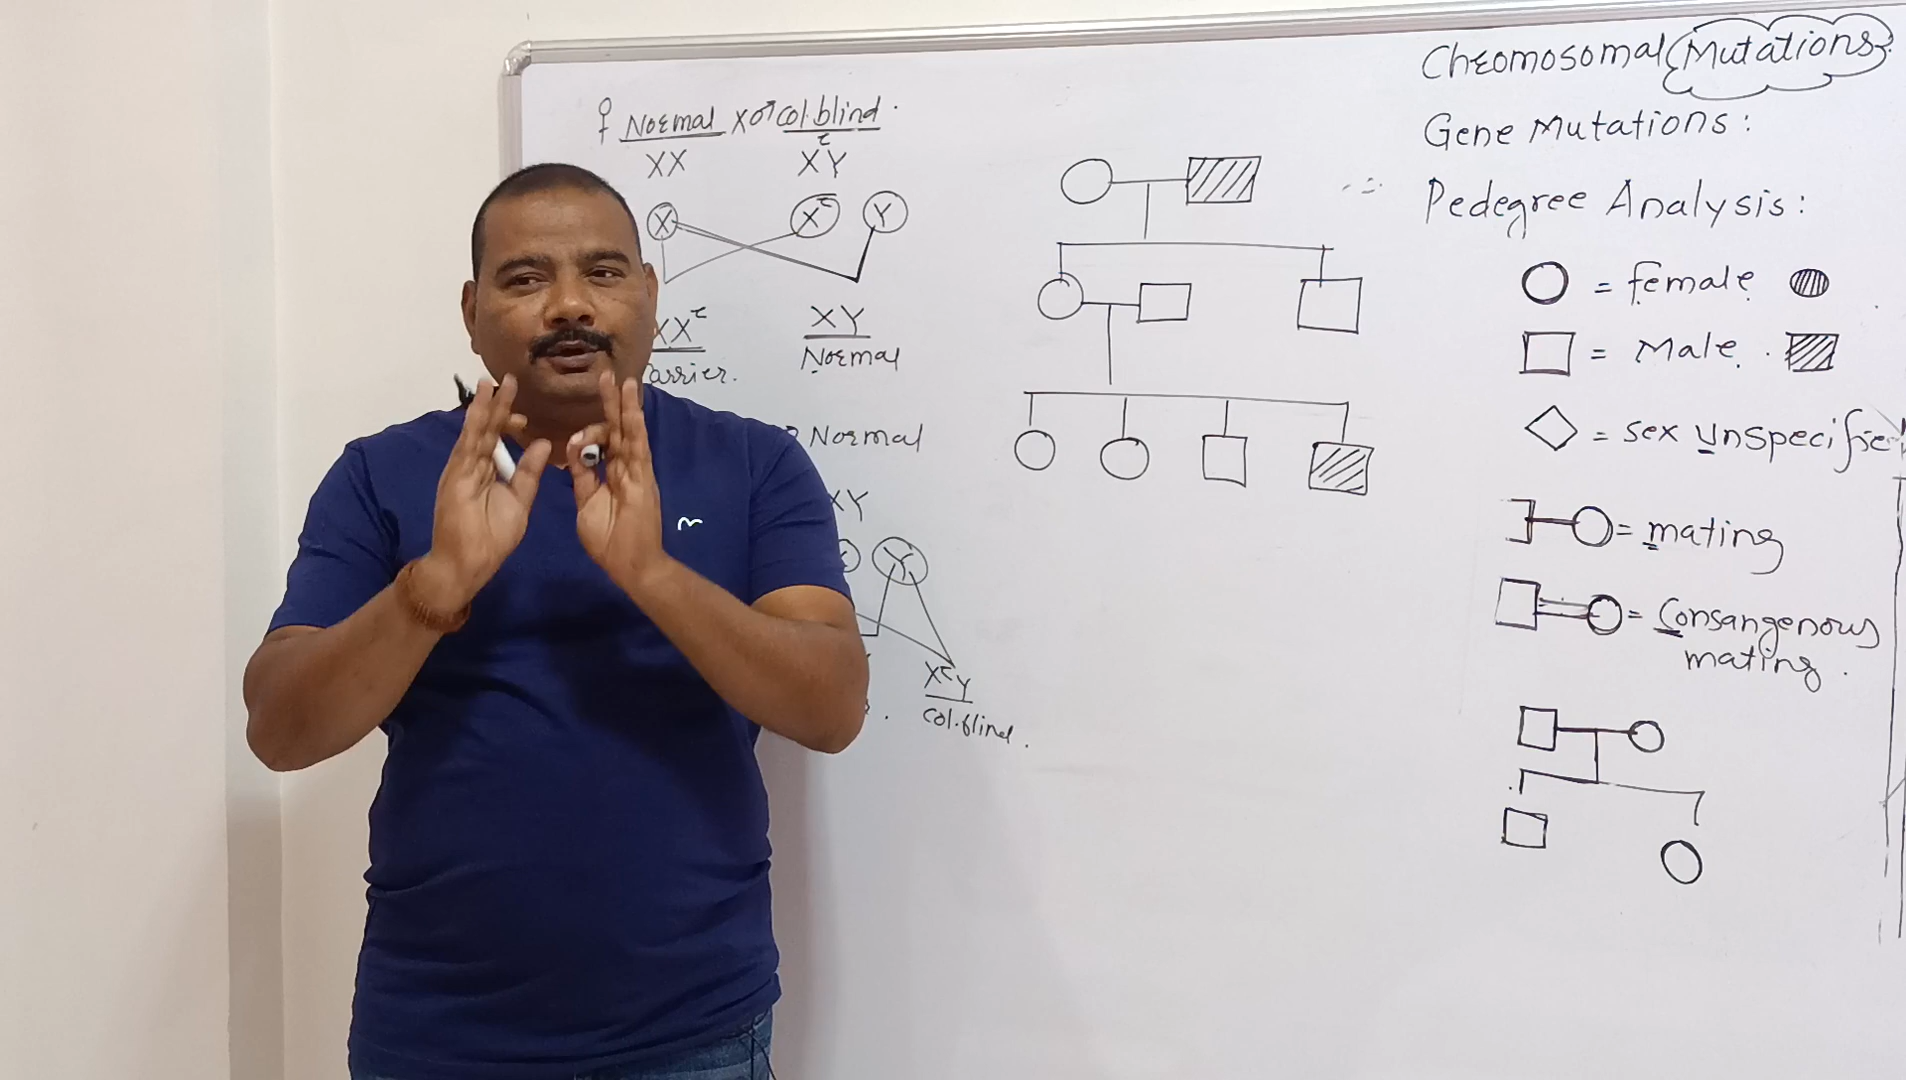 ♀ Normal X ♂ col.blind.
XX XᶜY
X Xᶜ Y
XXᶜ XY
Carrier. Normal
Normal
XY
Y
XᶜY
col.blind.
Chromosomal Mutations:
Gene Mutations:
Pedegree Analysis:
= female
= Male.
= sex Unspecified
= mating
= Consangenous
mating.